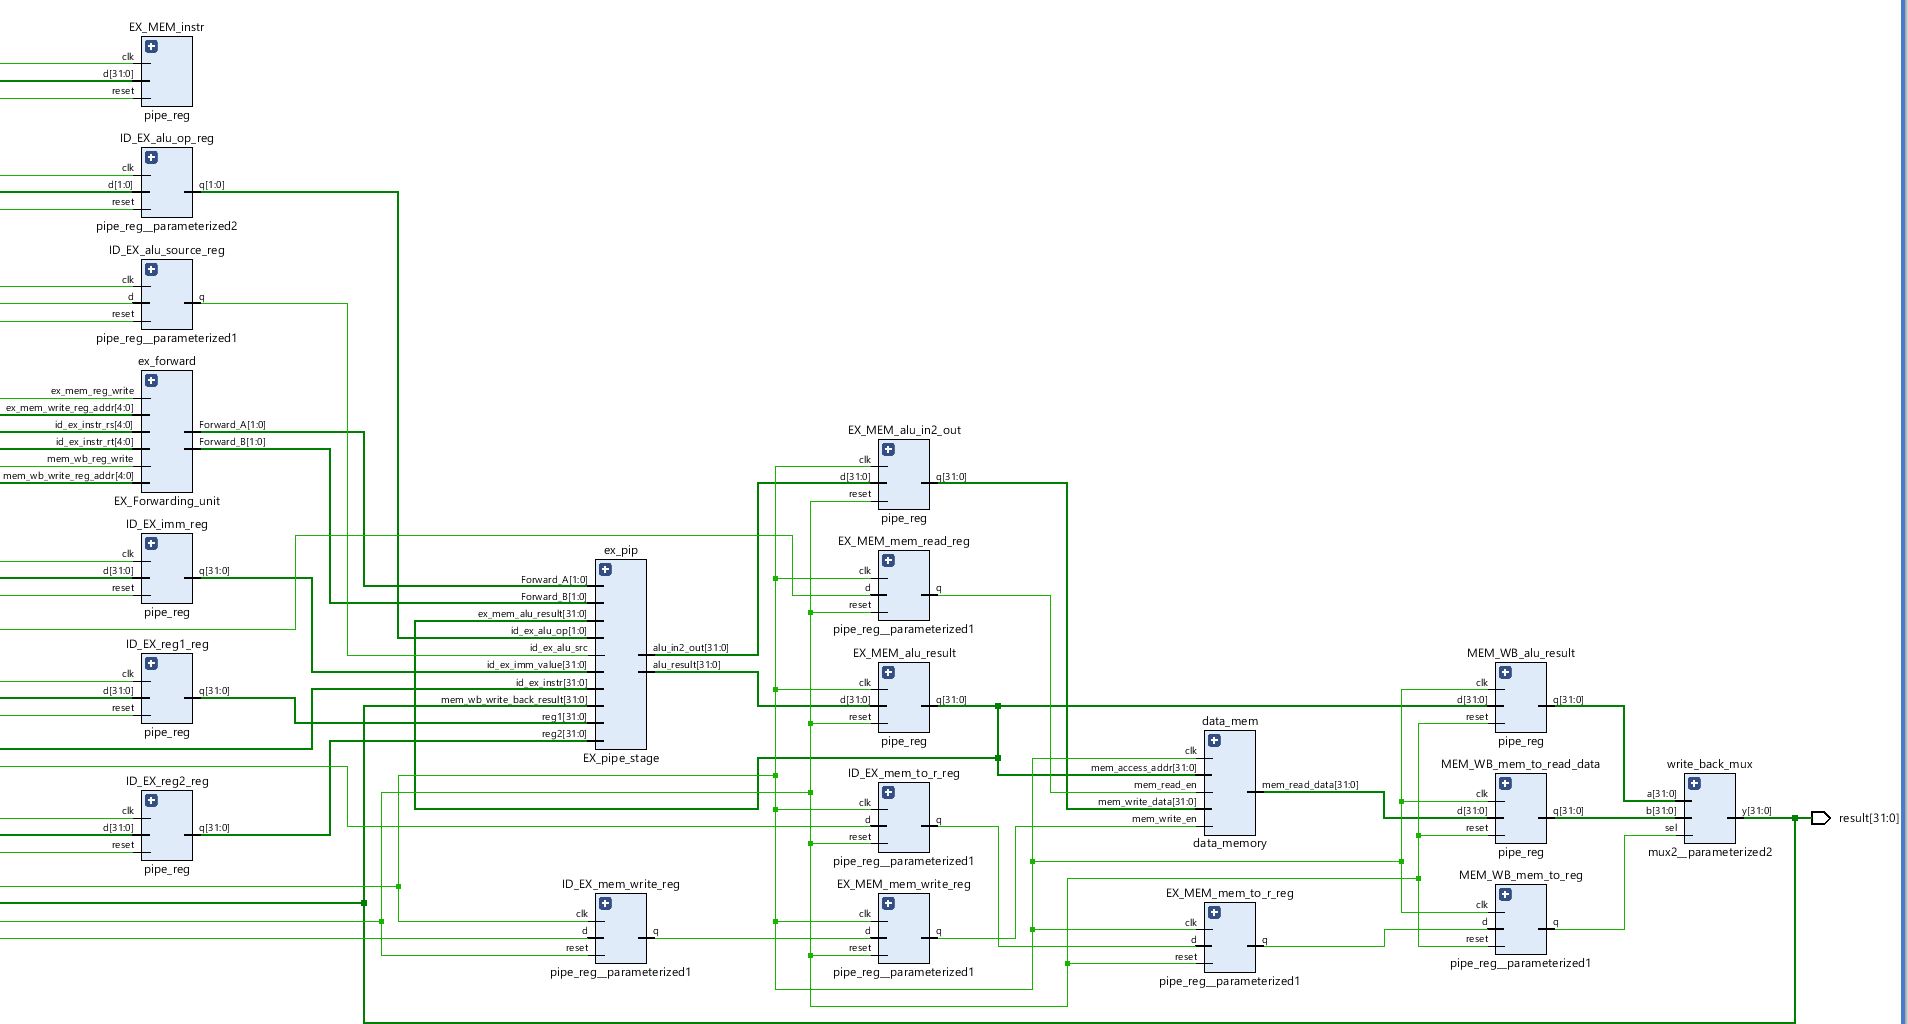 EX_MEM_instr
clk
d[31:0]
reset
pipe_reg
ID_EX_alu_op_reg
clk
d[1:0]
q[1:0]
reset
pipe_reg__parameterized2
ID_EX_alu_source_reg
clk
d
q
reset
pipe_reg__parameterized1
ex_forward
ex_mem_reg_write
ex_mem_write_reg_addr[4:0]
id_ex_instr_rs[4:0]
Forward_A[1:0]
id_ex_instr_rt[4:0]
Forward_B[1:0]
mem_wb_reg_write
mem_wb_write_reg_addr[4:0]
EX_Forwarding_unit
ID_EX_imm_reg
clk
d[31:0]
q[31:0]
reset
pipe_reg
ID_EX_reg1_reg
clk
d[31:0]
q[31:0]
reset
pipe_reg
ID_EX_reg2_reg
clk
d[31:0]
q[31:0]
reset
pipe_reg
ex_pip
Forward_A[1:0]
Forward_B[1:0]
ex_mem_alu_result[31:0]
id_ex_alu_op[1:0]
id_ex_alu_src
id_ex_imm_value[31:0]
id_ex_instr[31:0]
mem_wb_write_back_result[31:0]
reg1[31:0]
reg2[31:0]
alu_in2_out[31:0]
alu_result[31:0]
EX_pipe_stage
ID_EX_mem_write_reg
clk
d
q
reset
pipe_reg__parameterized1
EX_MEM_alu_in2_out
clk
d[31:0]
q[31:0]
reset
pipe_reg
EX_MEM_mem_read_reg
clk
d
q
reset
pipe_reg__parameterized1
EX_MEM_alu_result
clk
d[31:0]
q[31:0]
reset
pipe_reg
ID_EX_mem_to_r_reg
clk
d
q
reset
pipe_reg__parameterized1
EX_MEM_mem_write_reg
clk
d
q
reset
pipe_reg__parameterized1
data_mem
clk
mem_access_addr[31:0]
mem_read_en
mem_read_data[31:0]
mem_write_data[31:0]
mem_write_en
data_memory
EX_MEM_mem_to_r_reg
clk
d
q
reset
pipe_reg__parameterized1
MEM_WB_alu_result
clk
d[31:0]
q[31:0]
reset
pipe_reg
MEM_WB_mem_to_read_data
clk
d[31:0]
q[31:0]
reset
pipe_reg
MEM_WB_mem_to_reg
clk
d
q
reset
pipe_reg__parameterized1
write_back_mux
a[31:0]
b[31:0]
y[31:0]
sel
mux2__parameterized2
result[31:0]